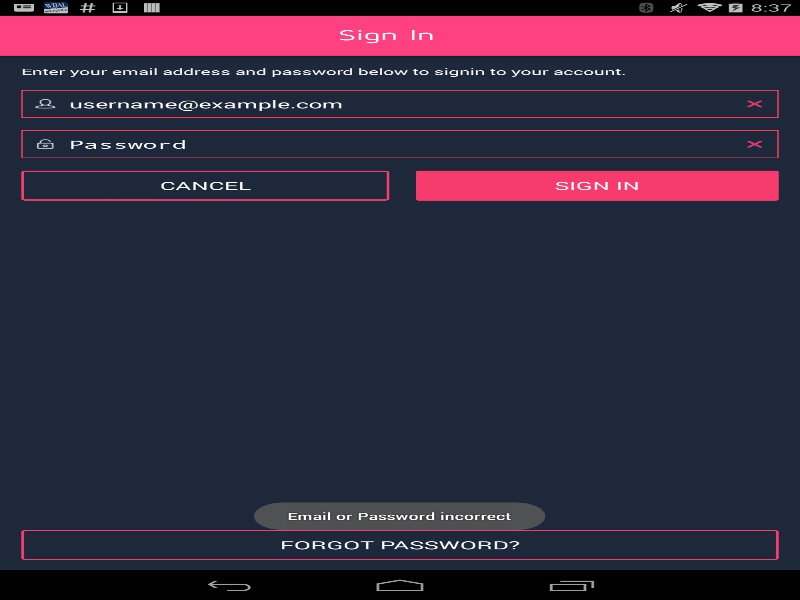 WBAL
8:37
Sign In
Enter your email address and password below to signin to your account.
username@example.com
Password
CANCEL
SIGN IN
Email or Password incorrect
FORGOT PASSWORD?